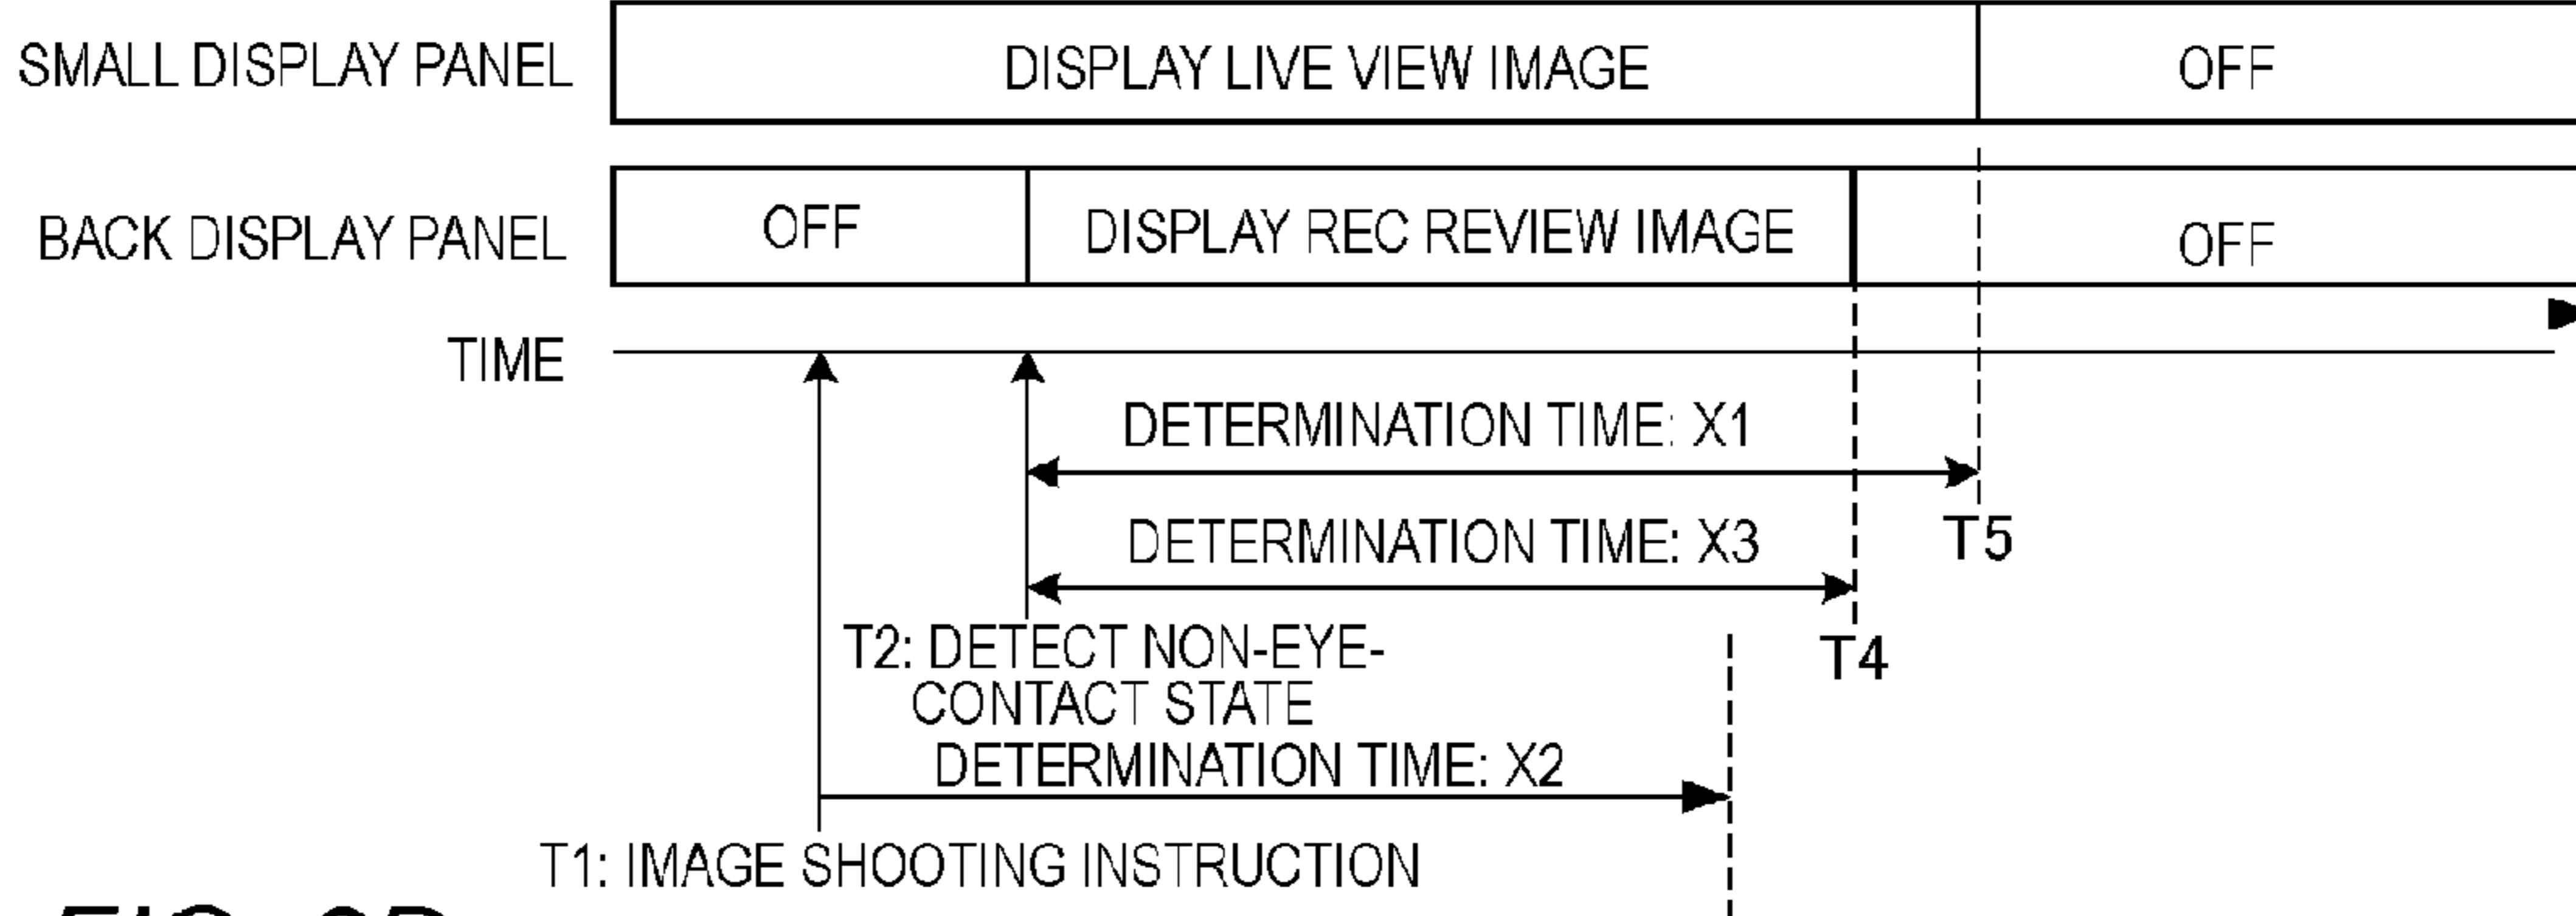 SMALL DISPLAY PANEL
DISPLAY LIVE VIEW IMAGE
OFF
BACK DISPLAY PANEL
OFF
DISPLAY REC REVIEW IMAGE
OFF
TIME
DETERMINATION TIME: X1
T5
DETERMINATION TIME: X3
T4
T2: DETECT NON-EYE-
CONTACT STATE
DETERMINATION TIME: X2
T1: IMAGE SHOOTING INSTRUCTION